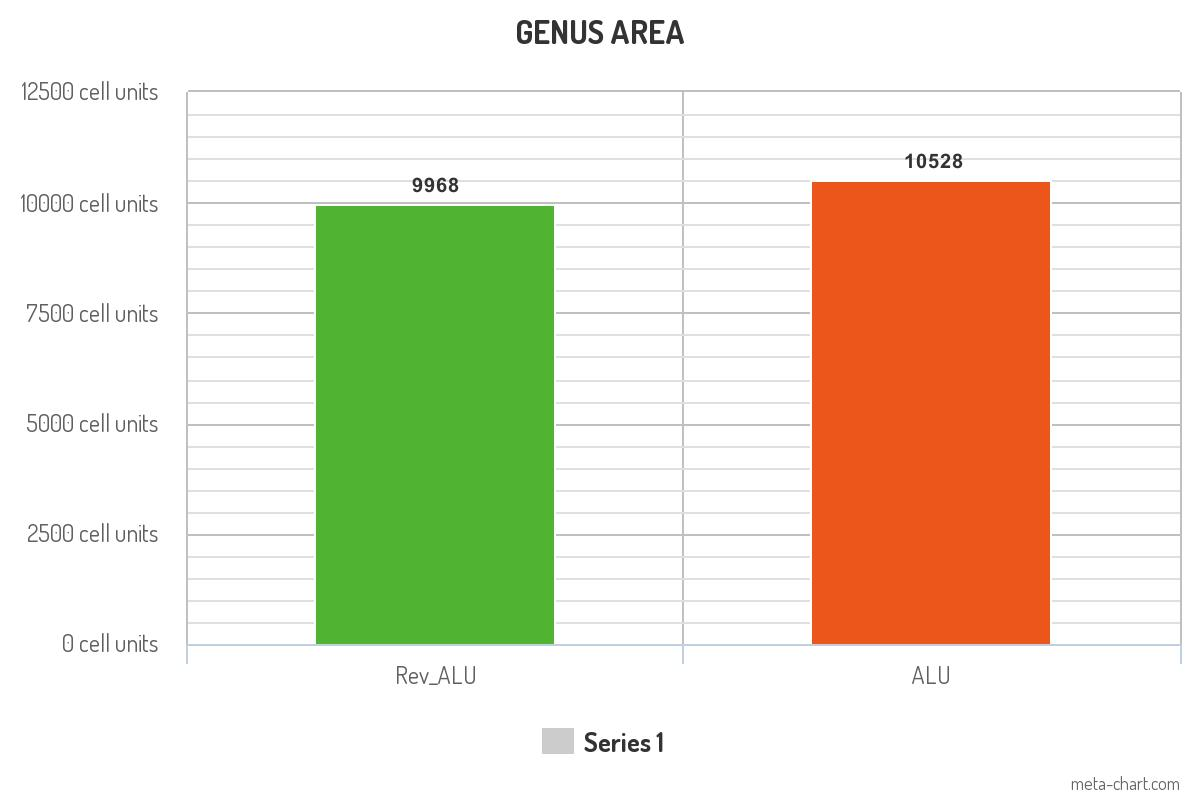 GENUS AREA
12500 cell units
10000 cell units
7500 cell units
5000 cell units
2500 cell units
0 cell units
9968
10528
Rev_ALU
ALU
Series 1
meta-chart.com